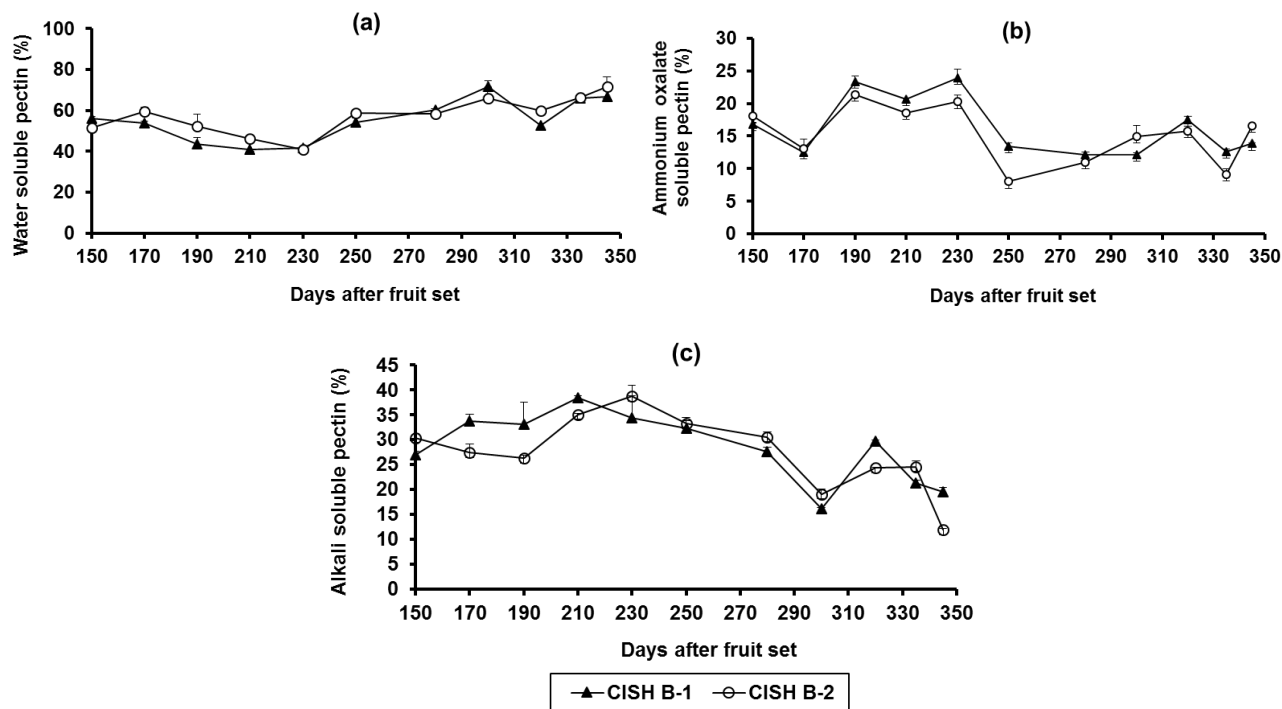 (a)
Water soluble pectin (%)
100
80
60
40
20
0
150 170 190 210 230 250 270 290 310 330 350
Days after fruit set
(b)
Ammonium oxalate
soluble pectin (%)
30
25
20
15
10
5
0
150 170 190 210 230 250 270 290 310 330 350
Days after fruit set
(c)
Alkali soluble pectin (%)
45
40
35
30
25
20
15
10
5
0
150 170 190 210 230 250 270 290 310 330 350
Days after fruit set
CISH B-1 CISH B-2